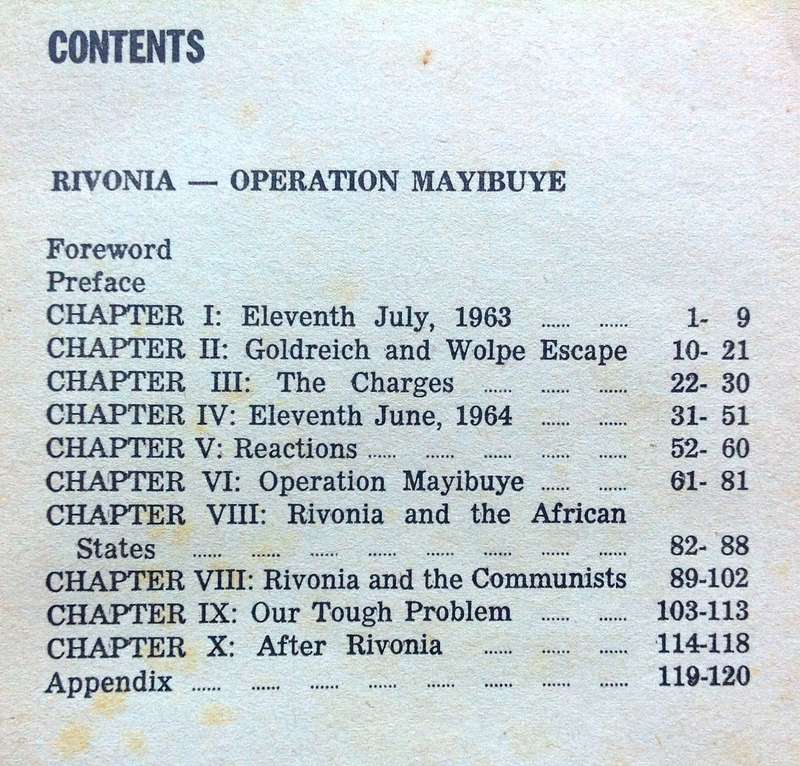 CONTENTS
RIVONIA — OPERATION MAYIBUYE
Foreword
Preface
CHAPTER I: Eleventh July, 1963 ...... ...... 1- 9
CHAPTER II: Goldreich and Wolpe Escape 10- 21
CHAPTER III: The Charges ...... ...... ...... 22- 30
CHAPTER IV: Eleventh June, 1964 ...... ...... 31- 51
CHAPTER V: Reactions ...... ...... ...... ...... ...... 52- 60
CHAPTER VI: Operation Mayibuye ...... ...... 61- 81
CHAPTER VIII: Rivonia and the African
States ...... ...... ...... ...... ...... ...... ...... ...... 82- 88
CHAPTER VIII: Rivonia and the Communists 89-102
CHAPTER IX: Our Tough Problem ...... ...... 103-113
CHAPTER X: After Rivonia ...... ...... ...... 114-118
Appendix ...... ...... ...... ...... ...... ...... ...... ...... 119-120